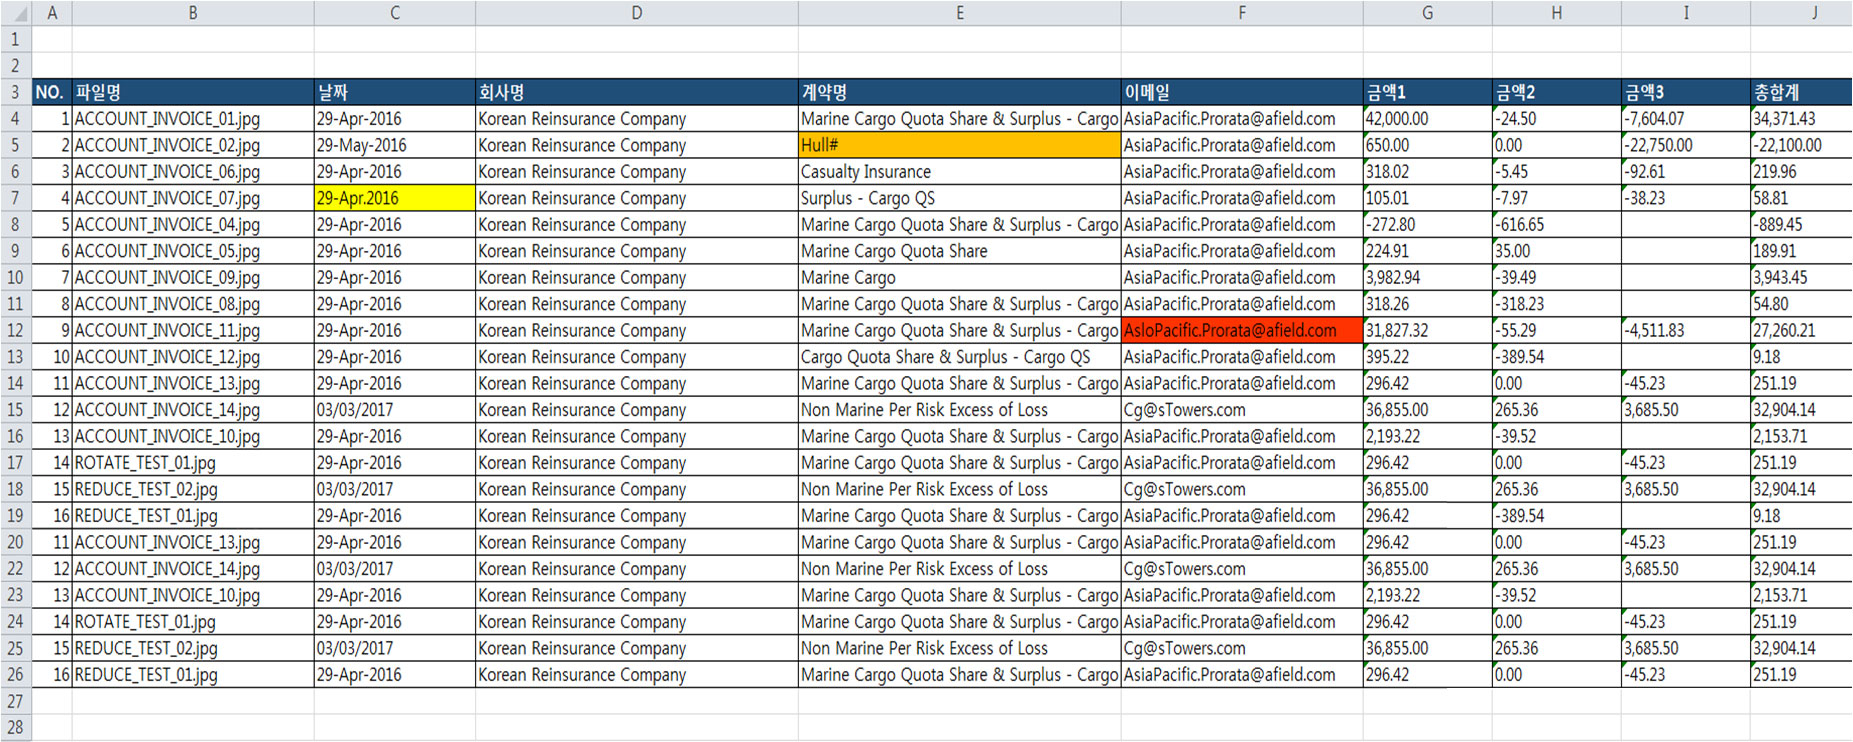 A B C D E F G H I J
1
2
3 NO. 파일명 날짜 회사명 계약명 이메일 금액1 금액2 금액3 총합계
4 1 ACCOUNT_INVOICE_01.jpg 29-Apr-2016 Korean Reinsurance Company Marine Cargo Quota Share & Surplus - Cargo AsiaPacific.Prorata@afield.com 42,000.00 -24.50 -7,604.07 34,371.43
5 2 ACCOUNT_INVOICE_02.jpg 29-May-2016 Korean Reinsurance Company Hull# AsiaPacific.Prorata@afield.com 650.00 0.00 -22,750.00 -22,100.00
6 3 ACCOUNT_INVOICE_06.jpg 29-Apr-2016 Korean Reinsurance Company Casualty Insurance AsiaPacific.Prorata@afield.com 318.02 -5.45 -92.61 219.96
7 4 ACCOUNT_INVOICE_07.jpg 29-Apr.2016 Korean Reinsurance Company Surplus - Cargo QS AsiaPacific.Prorata@afield.com 105.01 -7.97 -38.23 58.81
8 5 ACCOUNT_INVOICE_04.jpg 29-Apr-2016 Korean Reinsurance Company Marine Cargo Quota Share & Surplus - Cargo AsiaPacific.Prorata@afield.com -272.80 -616.65 -889.45
9 6 ACCOUNT_INVOICE_05.jpg 29-Apr-2016 Korean Reinsurance Company Marine Cargo Quota Share AsiaPacific.Prorata@afield.com 224.91 35.00 189.91
10 7 ACCOUNT_INVOICE_09.jpg 29-Apr-2016 Korean Reinsurance Company Marine Cargo AsiaPacific.Prorata@afield.com 3,982.94 -39.49 3,943.45
11 8 ACCOUNT_INVOICE_08.jpg 29-Apr-2016 Korean Reinsurance Company Marine Cargo Quota Share & Surplus - Cargo AsiaPacific.Prorata@afield.com 318.26 -318.23 54.80
12 9 ACCOUNT_INVOICE_11.jpg 29-Apr-2016 Korean Reinsurance Company Marine Cargo Quota Share & Surplus - Cargo AsloPacific.Prorata@afield.com 31,827.32 -55.29 -4,511.83 27,260.21
13 10 ACCOUNT_INVOICE_12.jpg 29-Apr-2016 Korean Reinsurance Company Cargo Quota Share & Surplus - Cargo QS AsiaPacific.Prorata@afield.com 395.22 -389.54 9.18
14 11 ACCOUNT_INVOICE_13.jpg 29-Apr-2016 Korean Reinsurance Company Marine Cargo Quota Share & Surplus - Cargo AsiaPacific.Prorata@afield.com 296.42 0.00 -45.23 251.19
15 12 ACCOUNT_INVOICE_14.jpg 03/03/2017 Korean Reinsurance Company Non Marine Per Risk Excess of Loss Cg@sTowers.com 36,855.00 265.36 3,685.50 32,904.14
16 13 ACCOUNT_INVOICE_10.jpg 29-Apr-2016 Korean Reinsurance Company Marine Cargo Quota Share & Surplus - Cargo AsiaPacific.Prorata@afield.com 2,193.22 -39.52 2,153.71
17 14 ROTATE_TEST_01.jpg 29-Apr-2016 Korean Reinsurance Company Marine Cargo Quota Share & Surplus - Cargo AsiaPacific.Prorata@afield.com 296.42 0.00 -45.23 251.19
18 15 REDUCE_TEST_02.jpg 03/03/2017 Korean Reinsurance Company Non Marine Per Risk Excess of Loss Cg@sTowers.com 36,855.00 265.36 3,685.50 32,904.14
19 16 REDUCE_TEST_01.jpg 29-Apr-2016 Korean Reinsurance Company Marine Cargo Quota Share & Surplus - Cargo AsiaPacific.Prorata@afield.com 296.42 -389.54 9.18
20 11 ACCOUNT_INVOICE_13.jpg 29-Apr-2016 Korean Reinsurance Company Marine Cargo Quota Share & Surplus - Cargo AsiaPacific.Prorata@afield.com 296.42 0.00 -45.23 251.19
22 12 ACCOUNT_INVOICE_14.jpg 03/03/2017 Korean Reinsurance Company Non Marine Per Risk Excess of Loss Cg@sTowers.com 36,855.00 265.36 3,685.50 32,904.14
23 13 ACCOUNT_INVOICE_10.jpg 29-Apr-2016 Korean Reinsurance Company Marine Cargo Quota Share & Surplus - Cargo AsiaPacific.Prorata@afield.com 2,193.22 -39.52 2,153.71
24 14 ROTATE_TEST_01.jpg 29-Apr-2016 Korean Reinsurance Company Marine Cargo Quota Share & Surplus - Cargo AsiaPacific.Prorata@afield.com 296.42 0.00 -45.23 251.19
25 15 REDUCE_TEST_02.jpg 03/03/2017 Korean Reinsurance Company Non Marine Per Risk Excess of Loss Cg@sTowers.com 36,855.00 265.36 3,685.50 32,904.14
26 16 REDUCE_TEST_01.jpg 29-Apr-2016 Korean Reinsurance Company Marine Cargo Quota Share & Surplus - Cargo AsiaPacific.Prorata@afield.com 296.42 0.00 -45.23 251.19
27
28